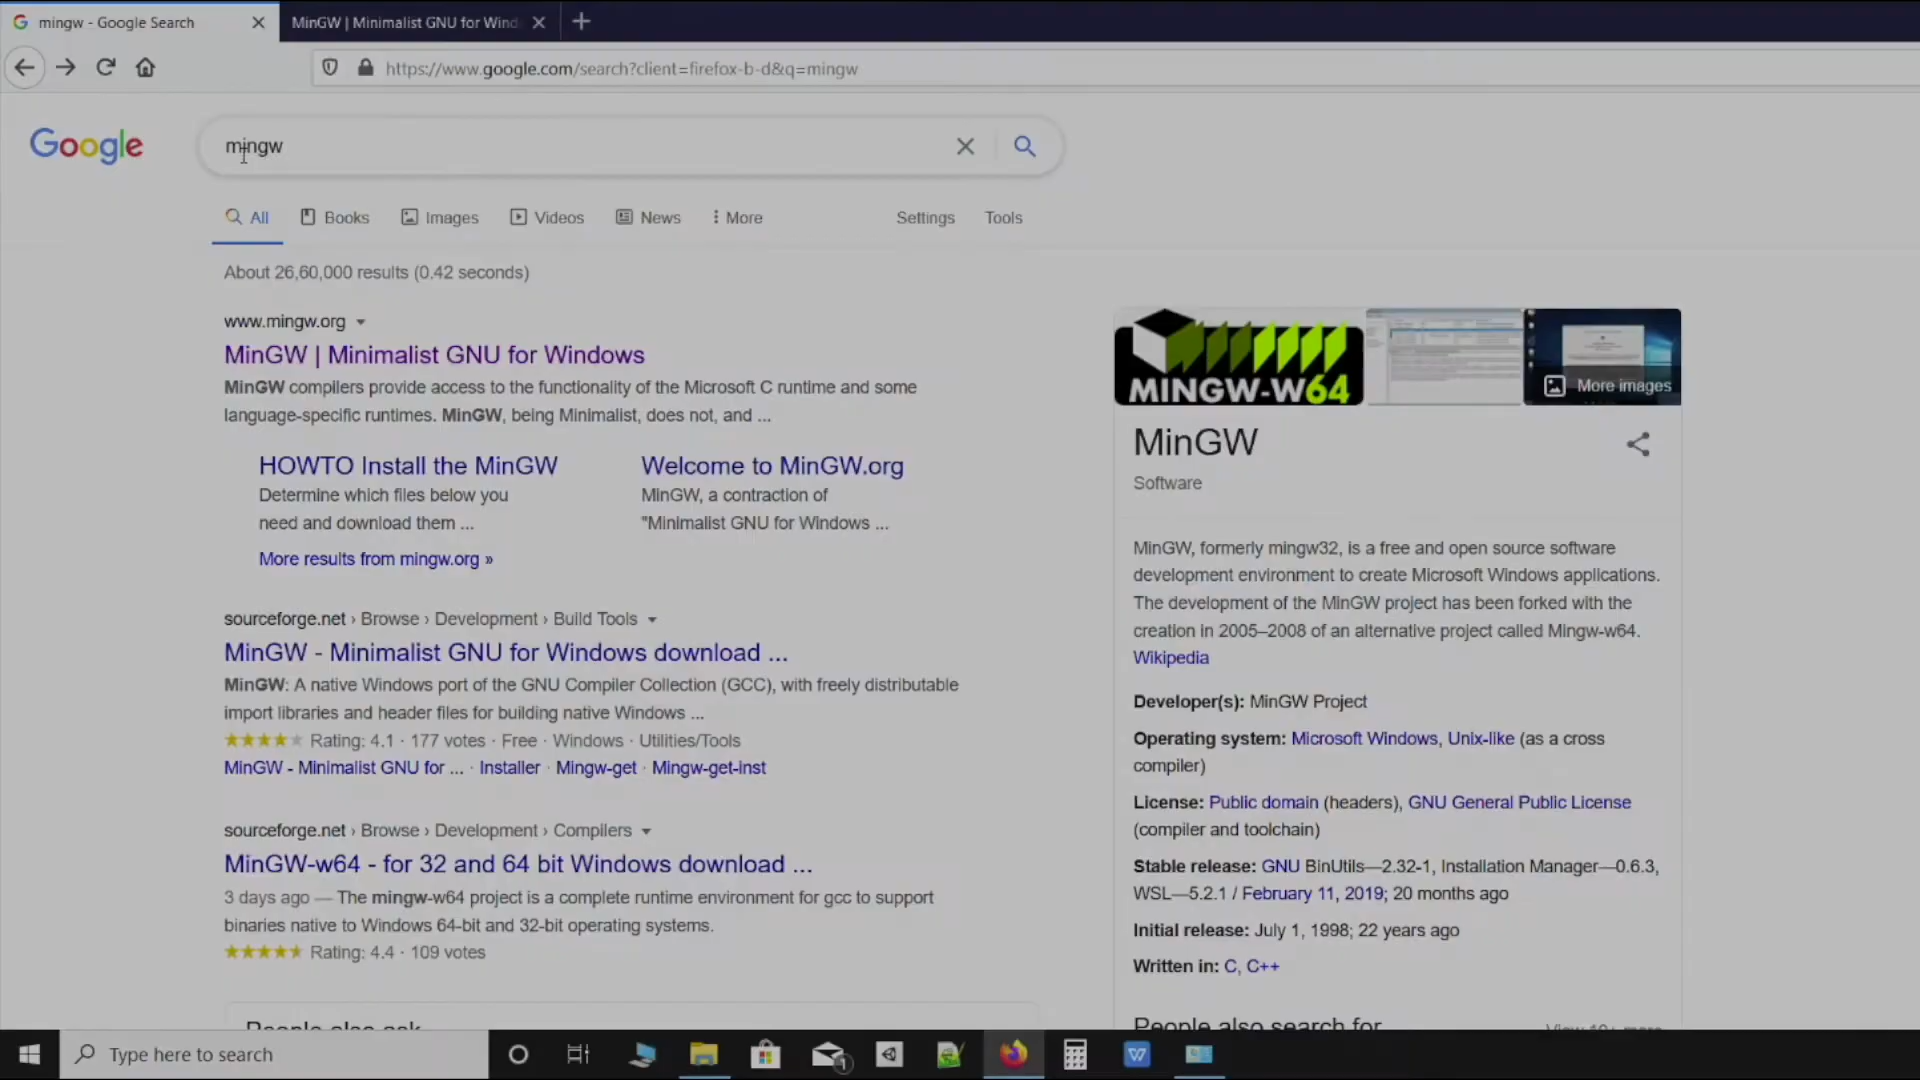 mingw - Google Search
MinGW | Minimalist GNU for Wind
https://www.google.com/search?client=firefox-b-d&q=mingw
Google
mingw
All
Books
Images
Videos
News
More
Settings
Tools
About 26,60,000 results (0.42 seconds)
www.mingw.org
MinGW | Minimalist GNU for Windows
MinGW compilers provide access to the functionality of the Microsoft C runtime and some
language-specific runtimes. MinGW, being Minimalist, does not, and ...
HOWTO Install the MinGW
Determine which files below you
need and download them ...
Welcome to MinGW.org
MinGW, a contraction of
"Minimalist GNU for Windows ...
More results from mingw.org »
sourceforge.net › Browse › Development › Build Tools
MinGW - Minimalist GNU for Windows download ...
MinGW: A native Windows port of the GNU Compiler Collection (GCC), with freely distributable
import libraries and header files for building native Windows ...
Rating: 4.1 · 177 votes · Free · Windows · Utilities/Tools
MinGW - Minimalist GNU for ... · Installer · Mingw-get · Mingw-get-inst
sourceforge.net › Browse › Development › Compilers
MinGW-w64 - for 32 and 64 bit Windows download ...
3 days ago — The mingw-w64 project is a complete runtime environment for gcc to support
binaries native to Windows 64-bit and 32-bit operating systems.
Rating: 4.4 · 109 votes
People also ask
MINGW-W64
More images
MinGW
Software
MinGW, formerly mingw32, is a free and open source software
development environment to create Microsoft Windows applications.
The development of the MinGW project has been forked with the
creation in 2005–2008 of an alternative project called Mingw-w64.
Wikipedia
Developer(s): MinGW Project
Operating system: Microsoft Windows, Unix-like (as a cross
compiler)
License: Public domain (headers), GNU General Public License
(compiler and toolchain)
Stable release: GNU BinUtils—2.32-1, Installation Manager—0.6.3,
WSL—5.2.1 / February 11, 2019; 20 months ago
Initial release: July 1, 1998; 22 years ago
Written in: C, C++
People also search for
View 10+ more
Type here to search
1